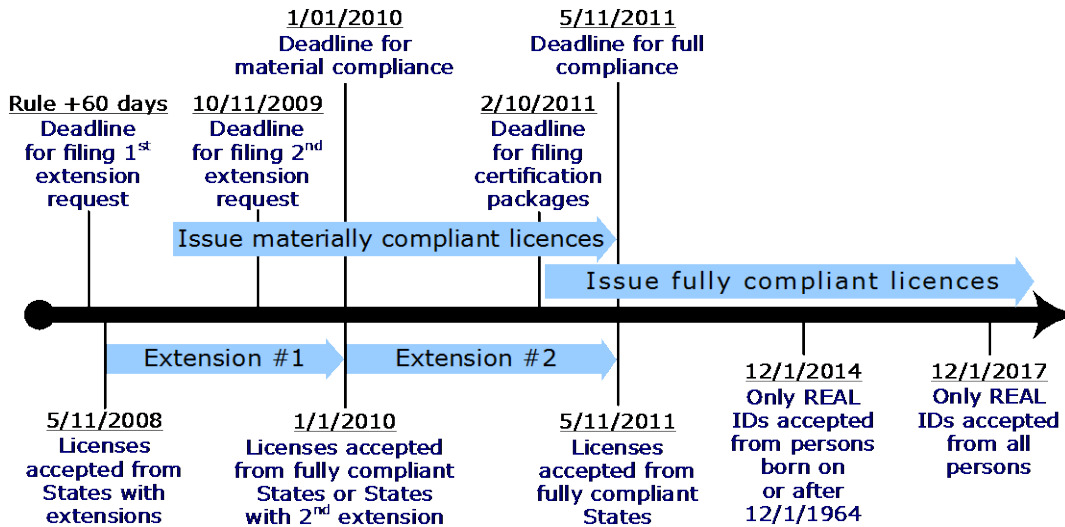 1/01/2010
Deadline for
material compliance
5/11/2011
Deadline for full
compliance
Rule +60 days
Deadline
for filing 1st
extension
request
10/11/2009
Deadline
for filing 2nd
extension
request
2/10/2011
Deadline
for filing
certification
packages
Issue materially compliant licences
Issue fully compliant licences
Extension #1
Extension #2
5/11/2008
Licenses
accepted from
States with
extensions
1/1/2010
Licenses accepted
from fully compliant
States or States
with 2nd extension
5/11/2011
Licenses
accepted from
fully compliant
States
12/1/2014
Only REAL
IDs accepted
from persons
born on
or after
12/1/1964
12/1/2017
Only REAL
IDs accepted
from all
persons